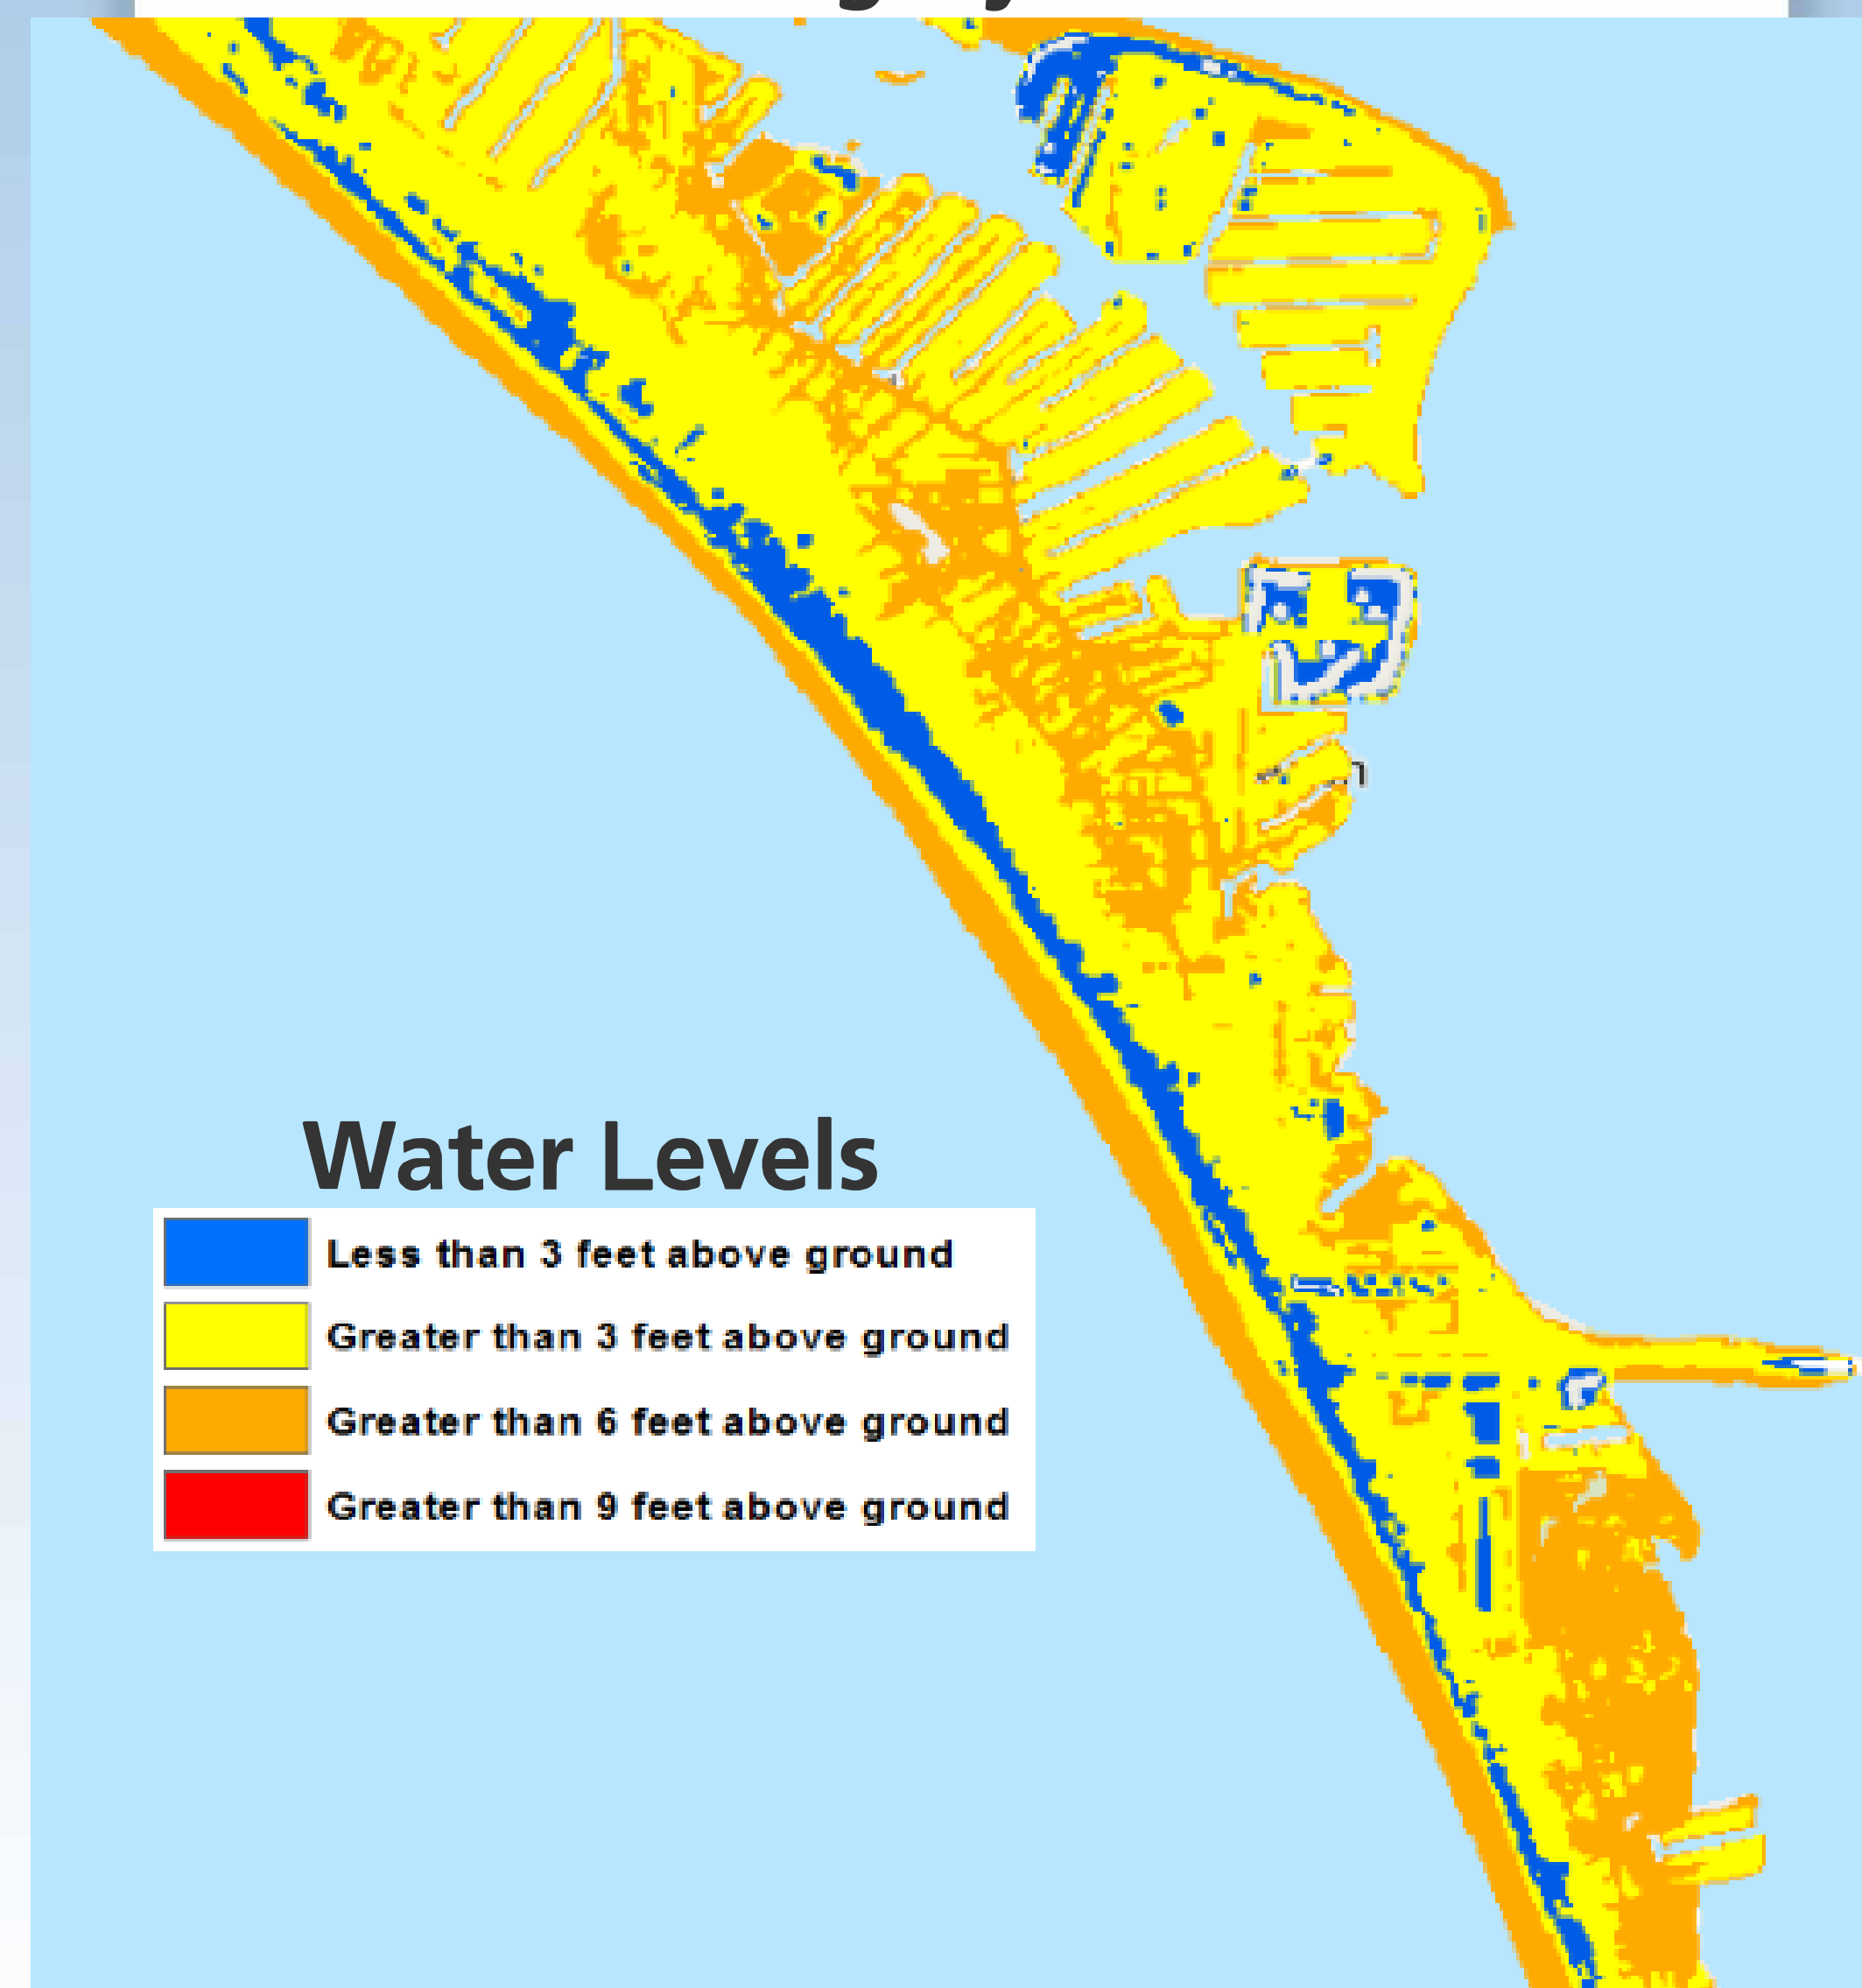 Water Levels
Less than 3 feet above ground
Greater than 3 feet above ground
Greater than 6 feet above ground
Greater than 9 feet above ground